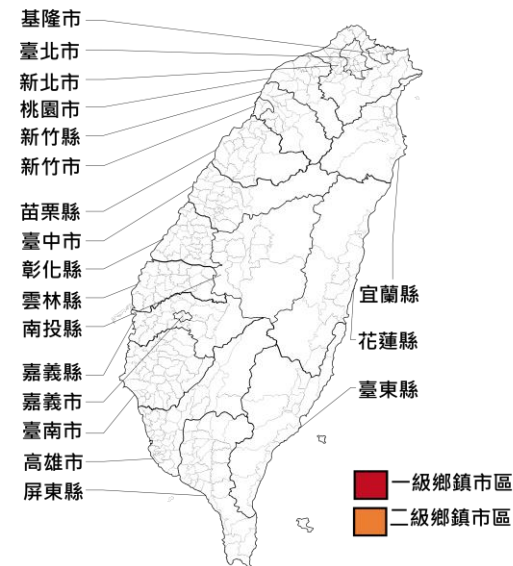 基隆市
臺北市
新北市
桃園市
新竹縣
新竹市
苗栗縣
臺中市
彰化縣
雲林縣
南投縣
嘉義縣
嘉義市
臺南市
高雄市
屏東縣
宜蘭縣
花蓮縣
臺東縣
一級鄉鎮市區
二級鄉鎮市區